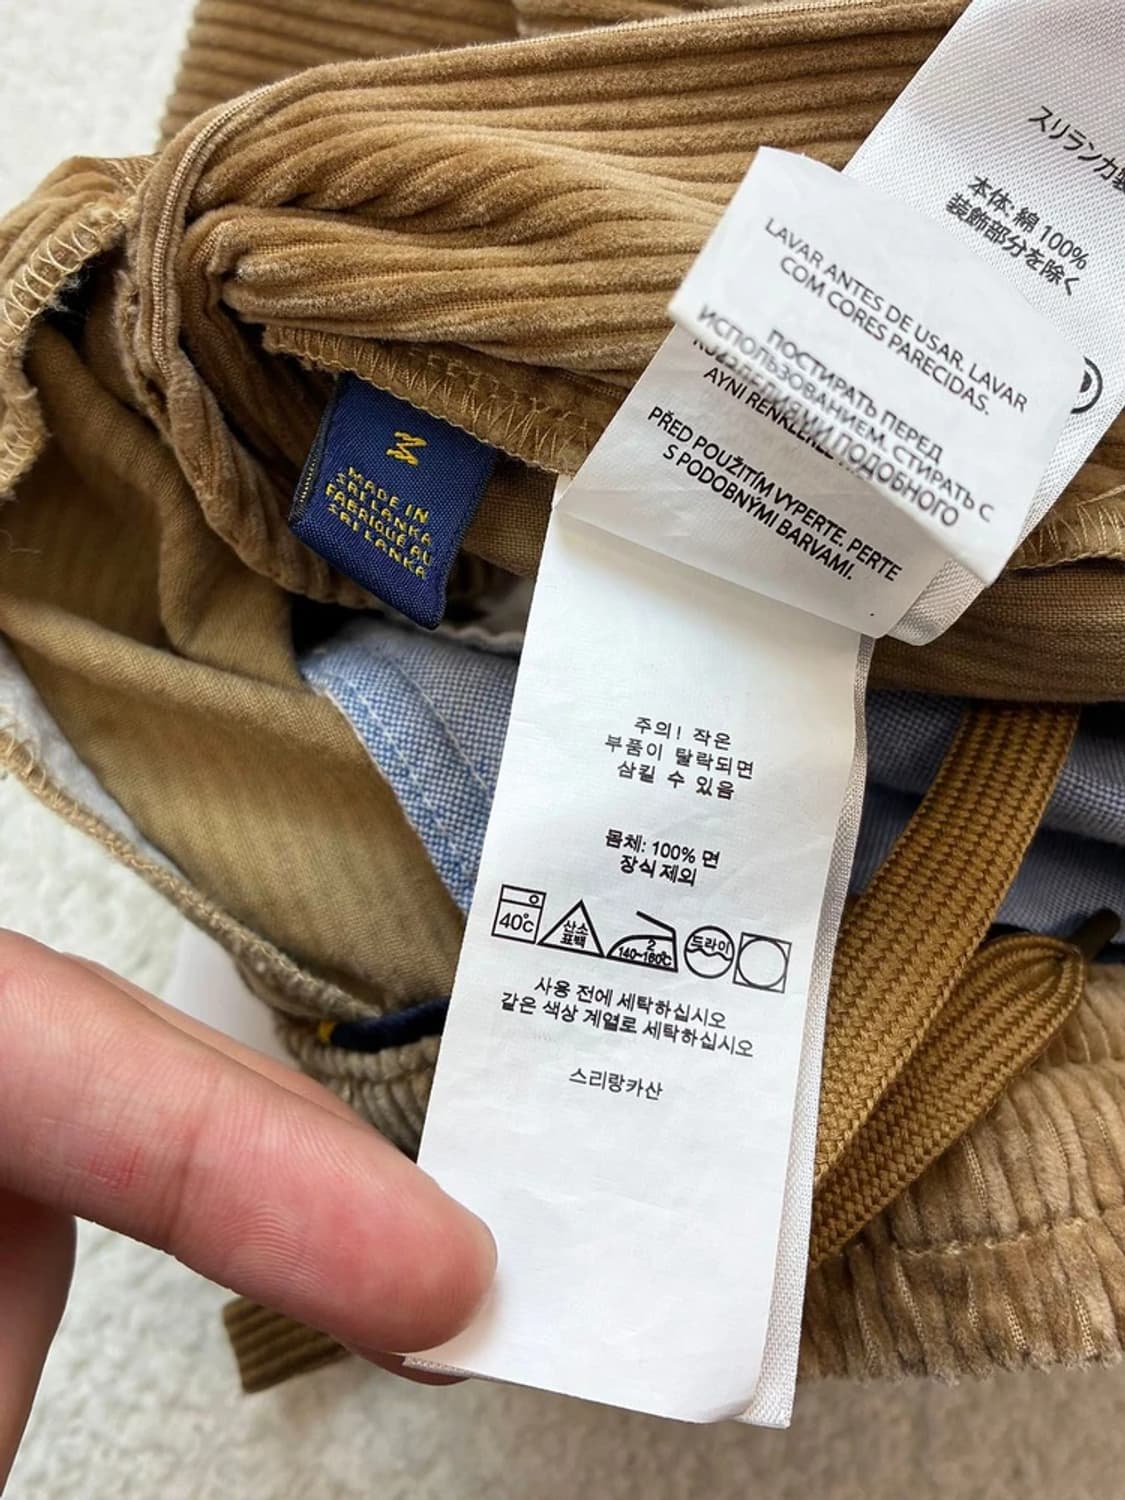 スリランカ製
本体: 綿 100%
装飾部分を除く
LAVAR ANTES DE USAR. LAVAR
COM CORES PARECIDAS.
ПОСТИРАТЬ ПЕРЕД
ИСПОЛЬЗОВАНИЕМ. СТИРАТЬ С
ПОДОБНОГО
AYNI
PŘED POUŽITÍM VYPERTE. PERTE
S PODOBNÝMI BARVAMI.
M
MADE IN
SRI LANKA
FABRIQUÉ AU
SRI LANKA
주의! 작은
부품이 탈락되면
삼킬 수 있음
몸체: 100% 면
장식 제외
40℃
산소
표백
2
140~160℃
드라이
사용 전에 세탁하십시오
같은 색상 계열로 세탁하십시오
스리랑카산